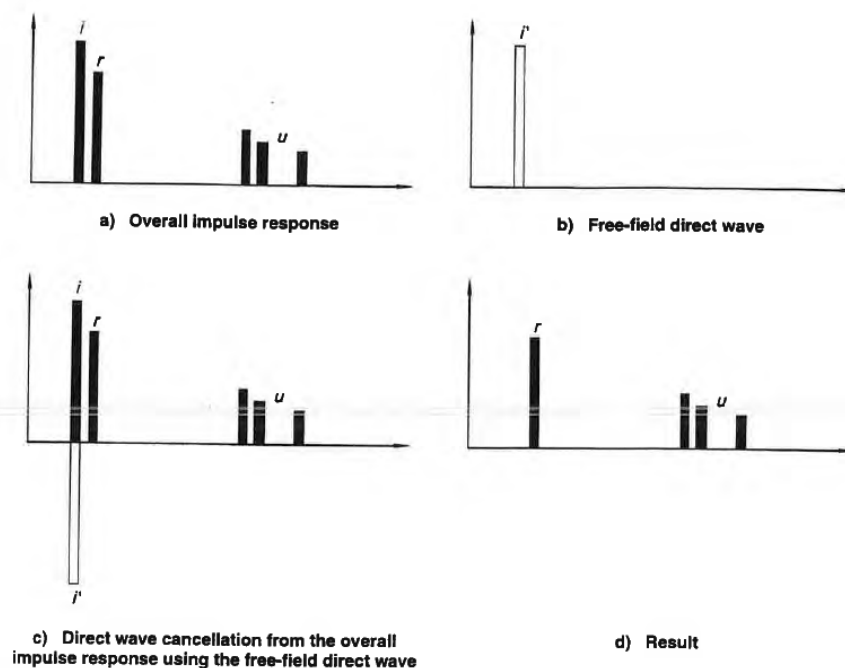 i
r
u
a) Overall impulse response
i'
b) Free-field direct wave
i
r
u
i'
c) Direct wave cancellation from the overall
impulse response using the free-field direct wave
r
u
d) Result